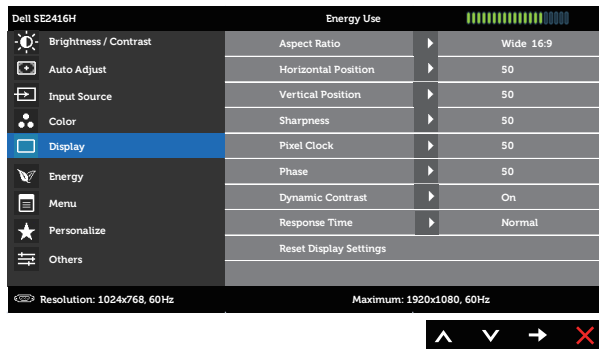 Dell SE2416H Energy Use
Brightness / Contrast
Auto Adjust
Input Source
Color
Display
Energy
Menu
Personalize
Others
Aspect Ratio Wide 16:9
Horizontal Position 50
Vertical Position 50
Sharpness 50
Pixel Clock 50
Phase 50
Dynamic Contrast On
Response Time Normal
Reset Display Settings
Resolution: 1024x768, 60Hz Maximum: 1920x1080, 60Hz